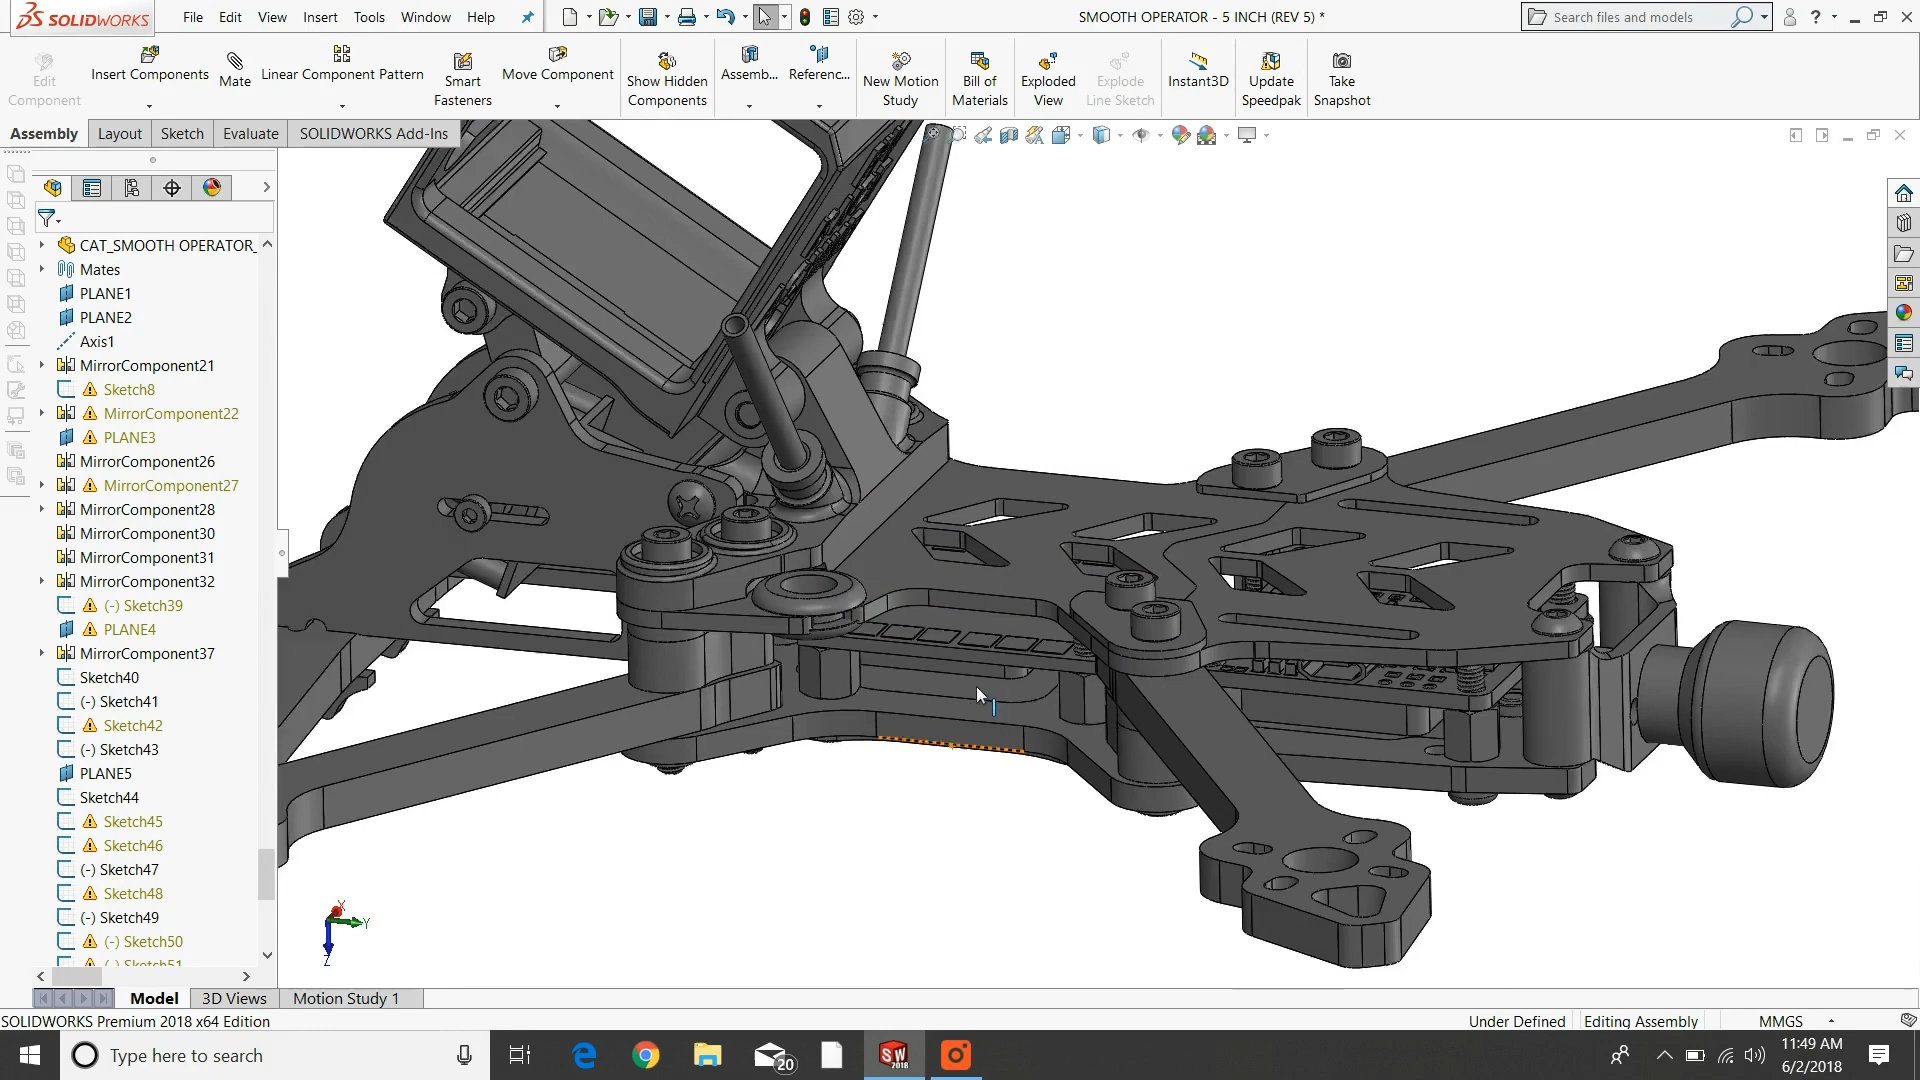 SOLIDWORKS
File Edit View Insert Tools Window Help
SMOOTH OPERATOR - 5 INCH (REV 5) *
Search files and models
?
Edit Component
Insert Components
Mate
Linear Component Pattern
Smart Fasteners
Move Component
Show Hidden Components
Assemb...
Referenc...
New Motion Study
Bill of Materials
Exploded View
Explode Line Sketch
Instant3D
Update Speedpak
Take Snapshot
Assembly Layout Sketch Evaluate SOLIDWORKS Add-Ins
CAT_SMOOTH OPERATOR_
Mates
PLANE1
PLANE2
Axis1
MirrorComponent21
Sketch8
MirrorComponent22
PLANE3
MirrorComponent26
MirrorComponent27
MirrorComponent28
MirrorComponent30
MirrorComponent31
MirrorComponent32
(-) Sketch39
PLANE4
MirrorComponent37
Sketch40
(-) Sketch41
Sketch42
(-) Sketch43
PLANE5
Sketch44
Sketch45
Sketch46
(-) Sketch47
Sketch48
(-) Sketch49
(-) Sketch50
(-) Sketch51
X
Y
Z
Model 3D Views Motion Study 1
SOLIDWORKS Premium 2018 x64 Edition
Under Defined Editing Assembly MMGS
Type here to search
20
SW 2018
11:49 AM
6/2/2018